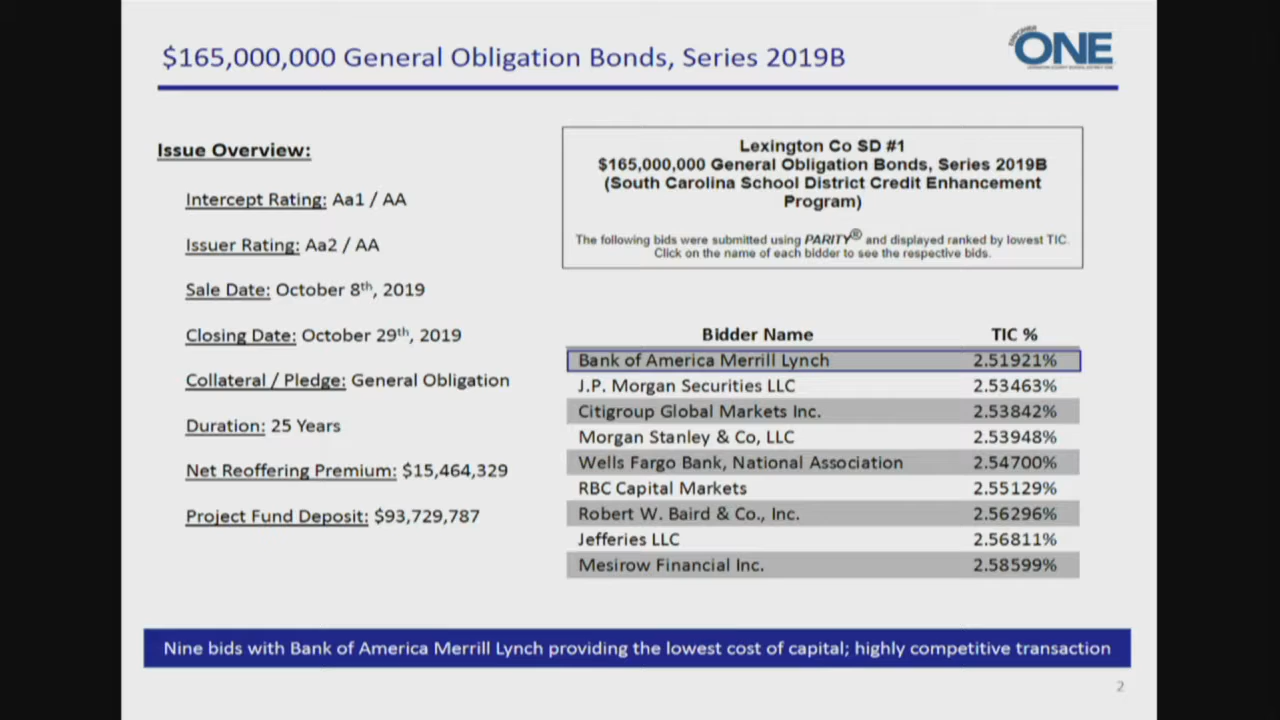 $165,000,000 General Obligation Bonds, Series 2019B
EMPOWER
ONE
Issue Overview:
Intercept Rating: Aa1 / AA
Issuer Rating: Aa2 / AA
Sale Date: October 8th, 2019
Closing Date: October 29th, 2019
Collateral / Pledge: General Obligation
Duration: 25 Years
Net Reoffering Premium: $15,464,329
Project Fund Deposit: $93,729,787
Lexington Co SD #1
$165,000,000 General Obligation Bonds, Series 2019B
(South Carolina School District Credit Enhancement
Program)
The following bids were submitted using PARITY® and displayed ranked by lowest TIC.
Click on the name of each bidder to see the respective bids.
Bidder Name TIC %
Bank of America Merrill Lynch 2.51921%
J.P. Morgan Securities LLC 2.53463%
Citigroup Global Markets Inc. 2.53842%
Morgan Stanley & Co, LLC 2.53948%
Wells Fargo Bank, National Association 2.54700%
RBC Capital Markets 2.55129%
Robert W. Baird & Co., Inc. 2.56296%
Jefferies LLC 2.56811%
Mesirow Financial Inc. 2.58599%
Nine bids with Bank of America Merrill Lynch providing the lowest cost of capital; highly competitive transaction
2